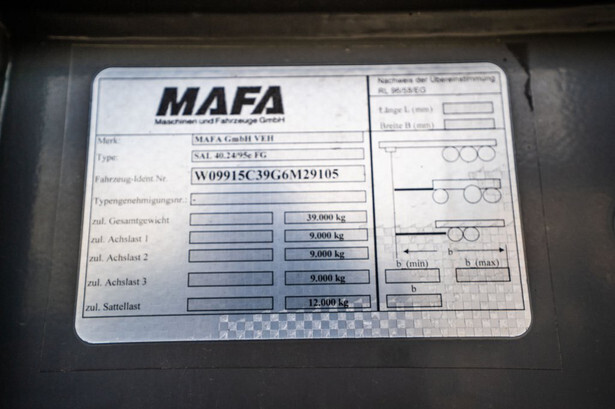 MAFA
Maschinen und Fahrzeuge GmbH
Merk: MAFA GmbH VEH
Type: SAL 40.24/95e FG
Fahrzeug-Ident.Nr.: W09915C39G6M29105
Typengenehmigungsnr.: -
zul. Gesamtgewicht 39.000 kg
zul. Achslast 1 9.000 kg
zul. Achslast 2 9.000 kg
zul. Achslast 3 9.000 kg
zul. Sattellast 12.000 kg
Nachweis der Übereinstimmung
RL 96/53/EG
Länge L (mm)
Breite B (mm)
b
b (min) b (max)
b